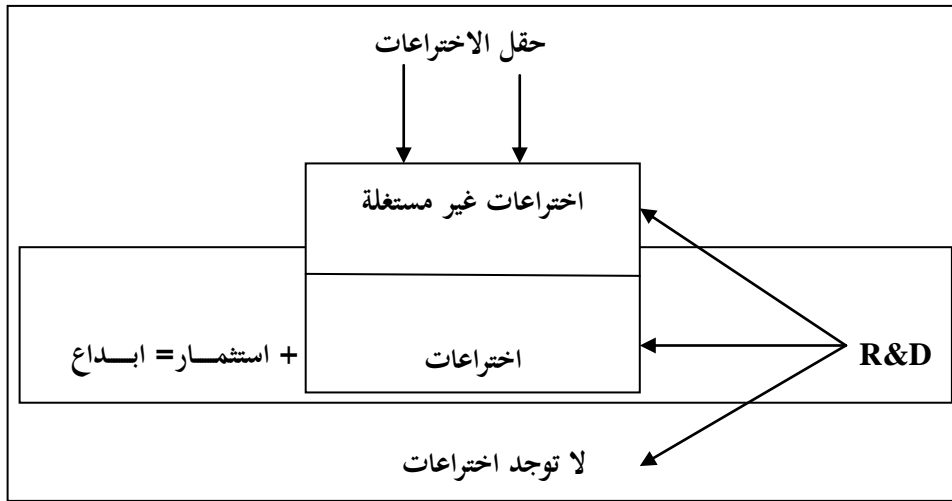 حقل الاختراعات
اختراعات غير مستغلة
R&D
اختراعات
+ استثمـــار= ابـــداع
لا توجد اختراعات